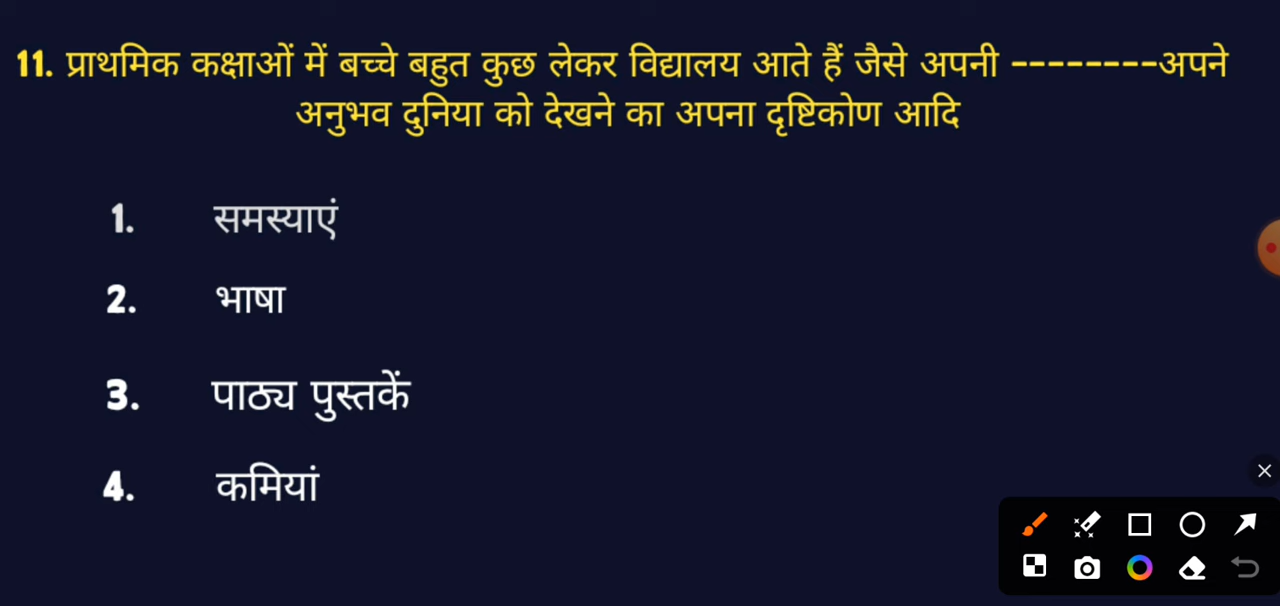 11. प्राथमिक कक्षाओं में बच्चे बहुत कुछ लेकर विद्यालय आते हैं जैसे अपनी --------अपने
अनुभव दुनिया को देखने का अपना दृष्टिकोण आदि
1. समस्याएं
2. भाषा
3. पाठ्य पुस्तकें
4. कमियां